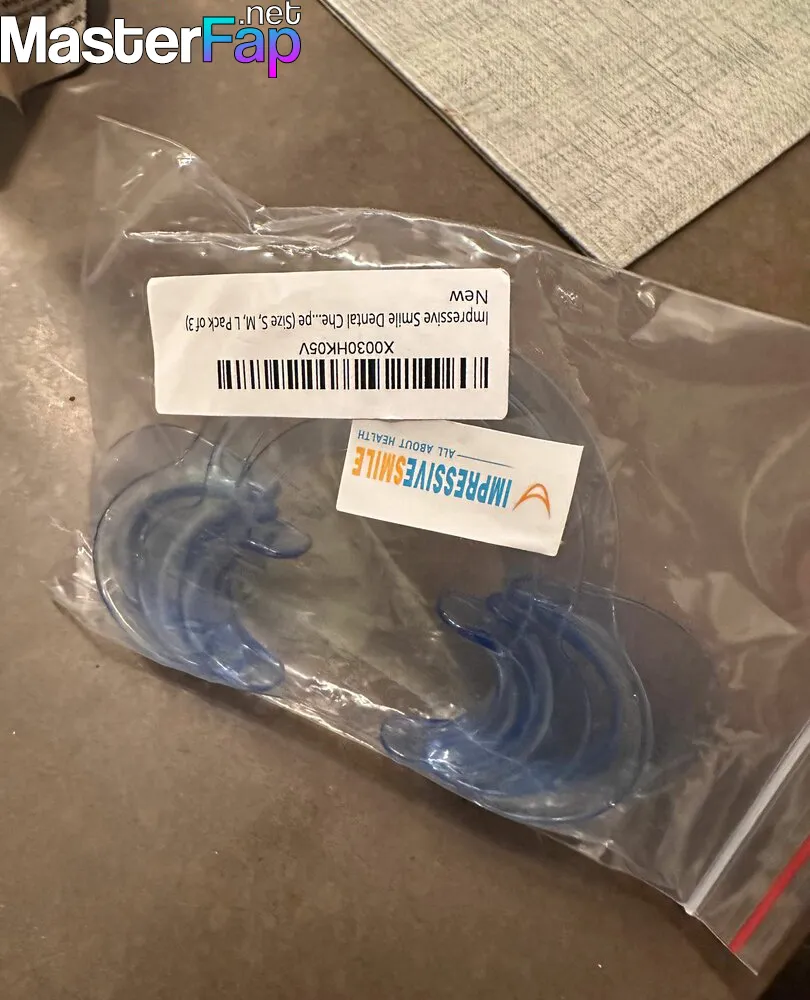 MasterFap.net
X0030HK05V
Impressive Smile Dental Che...pe (Size S, M, L Pack of 3)
New
IMPRESSIVESMILE
ALL ABOUT HEALTH